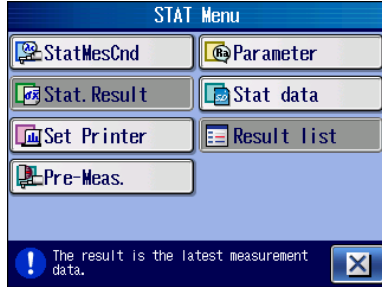 STAT Menu
StatMesCnd
Parameter
Stat.Result
Stat data
Set Printer
Result list
Pre-Meas.
The result is the latest measurement
data.